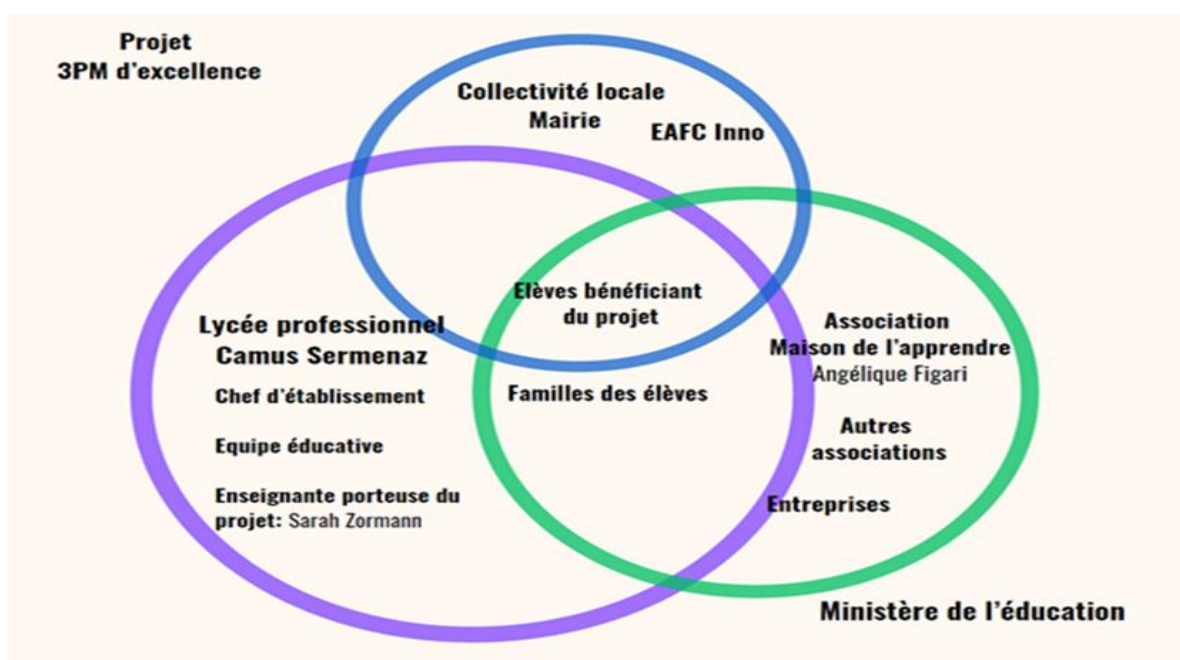 Projet
3PM d'excellence
Collectivité locale
Mairie
EAFC Inno
Elèves bénéficiant
du projet
Lycée professionnel
Camus Sermenaz
Chef d'établissement
Equipe éducative
Enseignante porteuse du
projet: Sarah Zormann
Familles des élèves
Association
Maison de l'apprendre
Angélique Figari
Autres
associations
Entreprises
Ministère de l'éducation